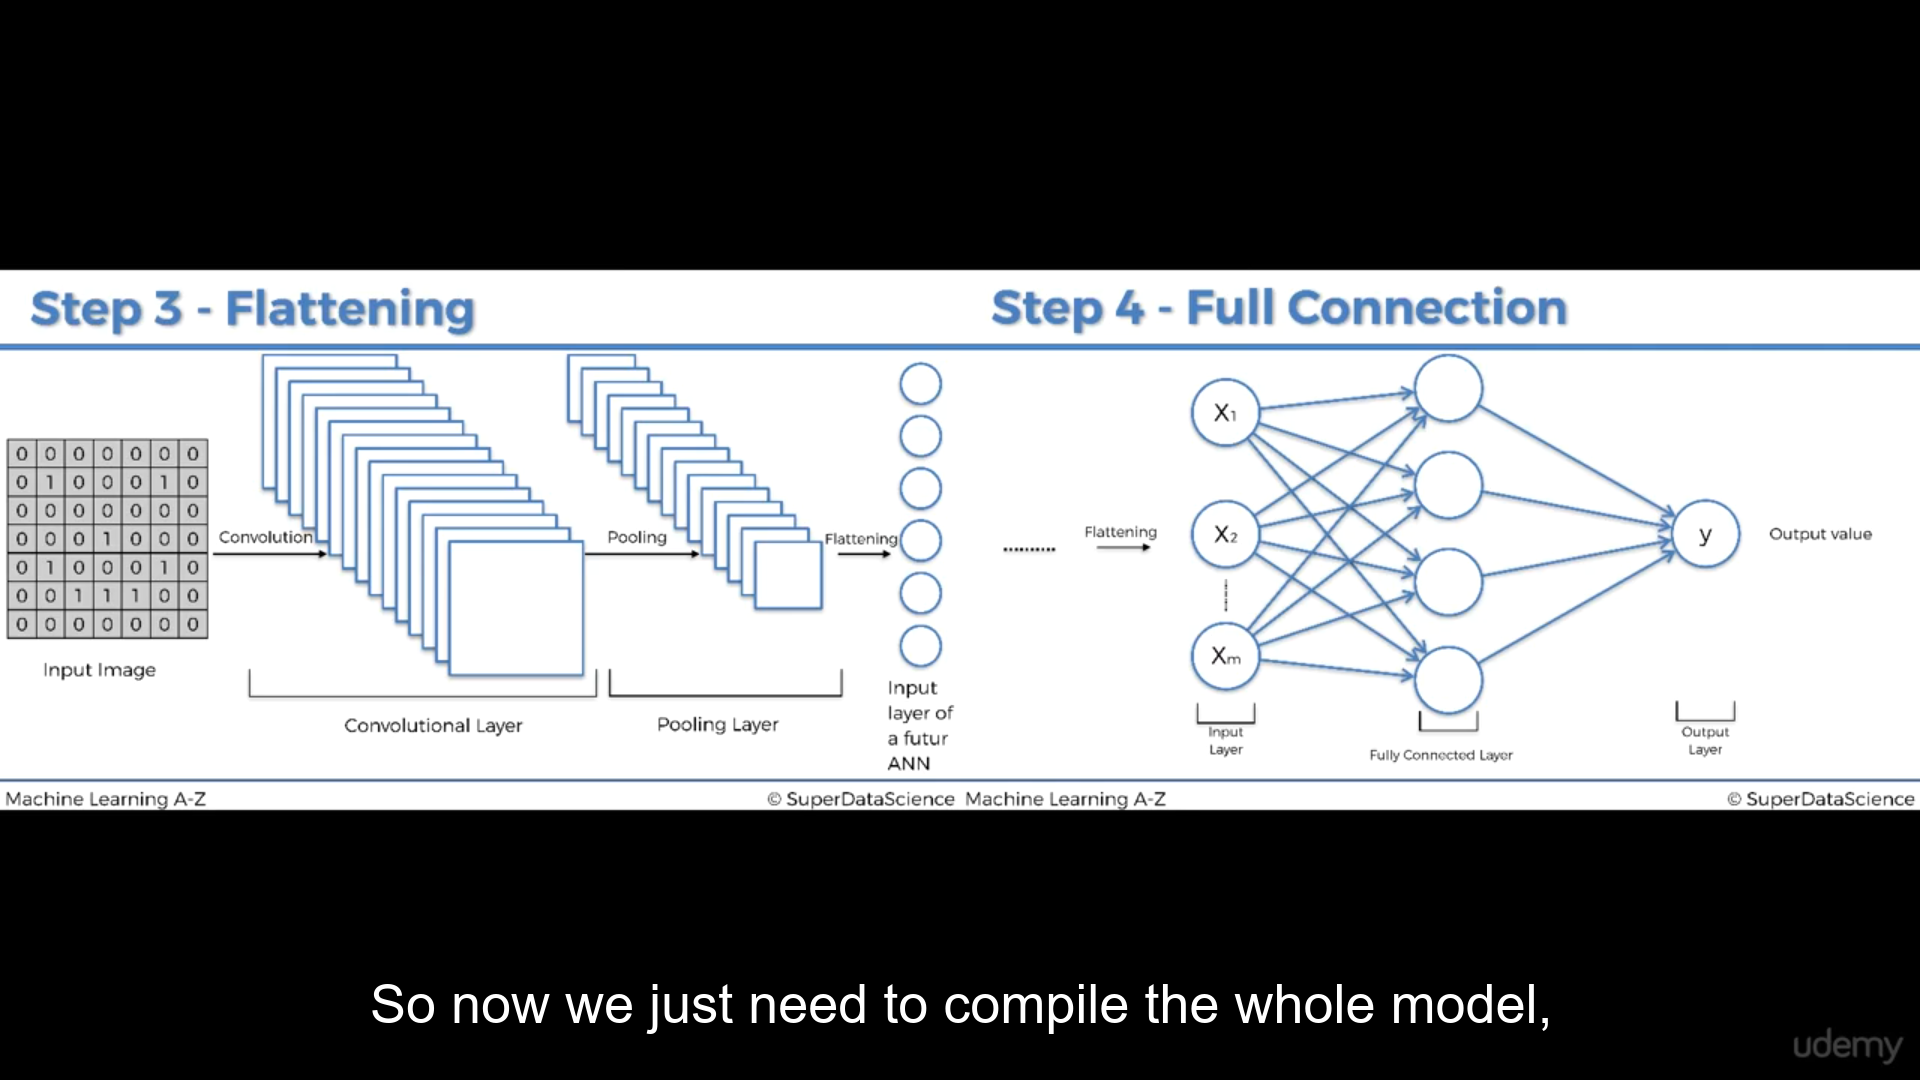 Step 3 - Flattening
0 0 0 0 0 0 0
0 1 0 0 0 1 0
0 0 0 0 0 0 0
0 0 0 1 0 0 0
0 1 0 0 0 1 0
0 0 1 1 1 0 0
0 0 0 0 0 0 0
Input Image
Convolution
Convolutional Layer
Pooling
Pooling Layer
Flattening
Input
layer of
a futur
ANN
Machine Learning A-Z
© SuperDataScience
Step 4 - Full Connection
..........
Flattening
X₁
X₂
Xₘ
Input
Layer
Fully Connected Layer
y
Output value
Output
Layer
Machine Learning A-Z
© SuperDataScience
So now we just need to compile the whole model,
udemy